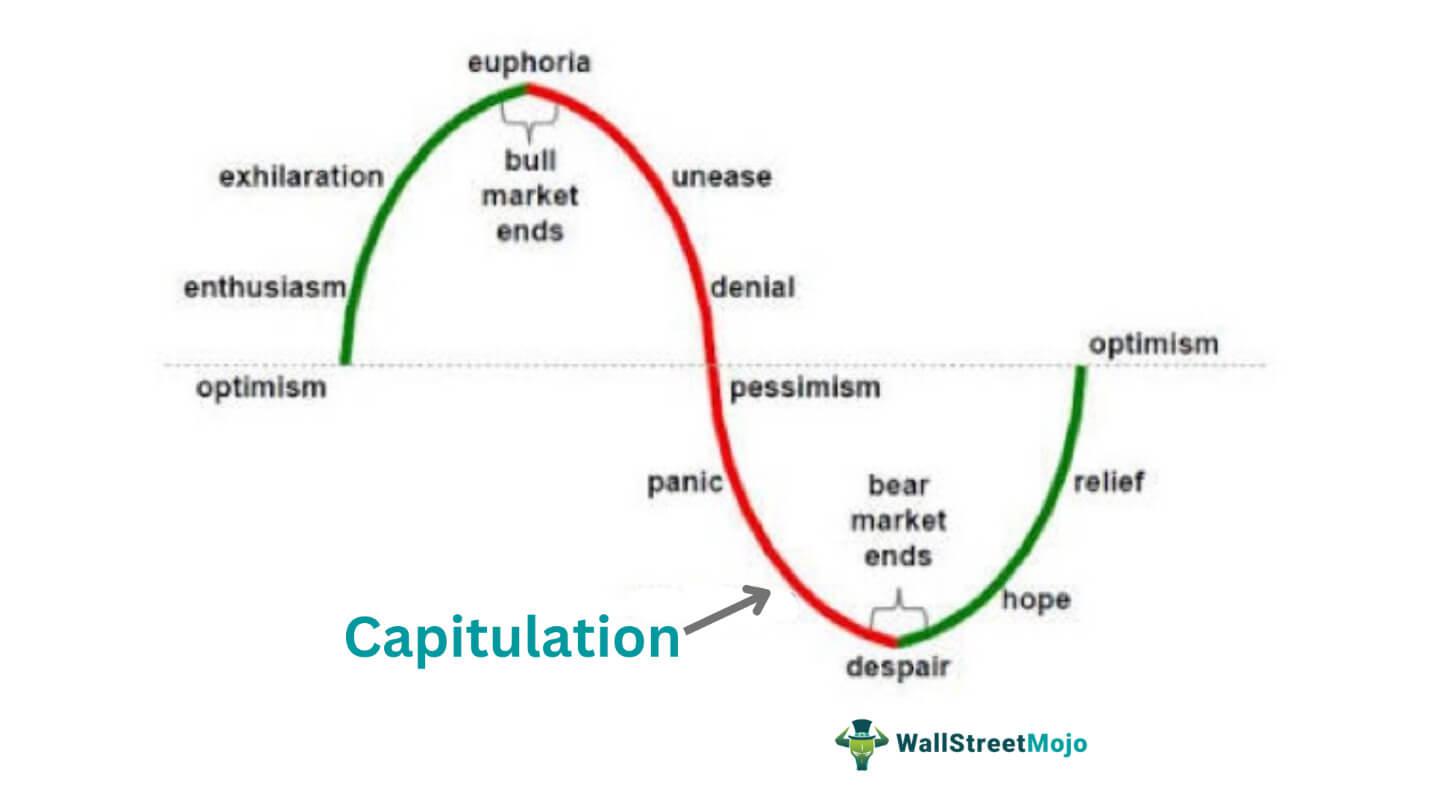 euphoria
exhilaration
bull
market
ends
unease
enthusiasm
denial
optimism
optimism
pessimism
panic
bear
market
ends
relief
hope
Capitulation
despair
WallStreetMojo